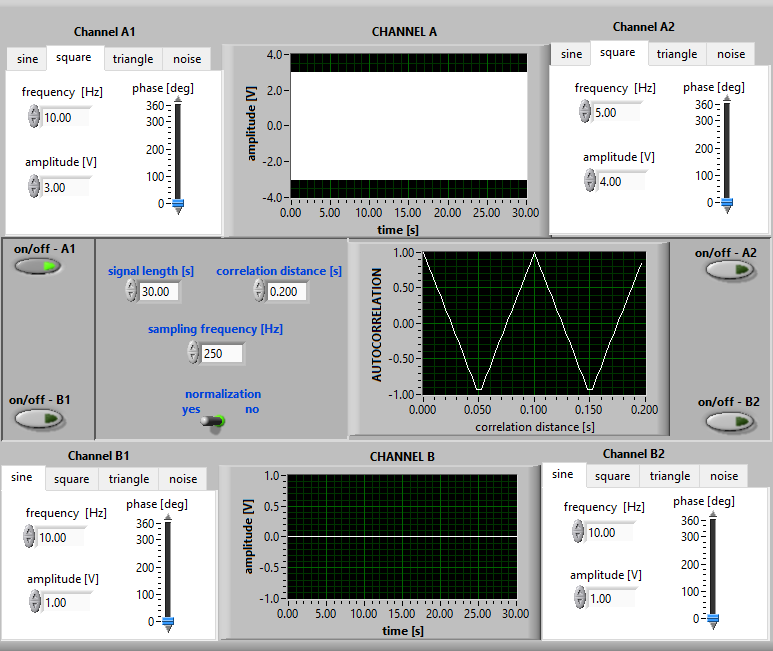 Channel A1
sine square triangle noise
frequency [Hz]
10.00
amplitude [V]
3.00
phase [deg]
360
300
200
100
0
CHANNEL A
amplitude [V]
4.0
2.0
0.0
-2.0
-4.0
0.00 5.00 10.00 15.00 20.00 25.00 30.00
time [s]
Channel A2
sine square triangle noise
frequency [Hz]
5.00
amplitude [V]
4.00
phase [deg]
360
300
200
100
0
on/off - A1
on/off - B1
signal length [s]
30.00
correlation distance [s]
0.200
sampling frequency [Hz]
250
normalization
yes no
AUTOCORRELATION
1.00
0.50
0.00
-0.50
-1.00
0.000 0.050 0.100 0.150 0.200
correlation distance [s]
on/off - A2
on/off - B2
Channel B1
sine square triangle noise
frequency [Hz]
10.00
amplitude [V]
1.00
phase [deg]
360
300
200
100
0
CHANNEL B
amplitude [V]
1.0
0.5
0.0
-0.5
-1.0
0.00 5.00 10.00 15.00 20.00 25.00 30.00
time [s]
Channel B2
sine square triangle noise
frequency [Hz]
10.00
amplitude [V]
1.00
phase [deg]
360
300
200
100
0